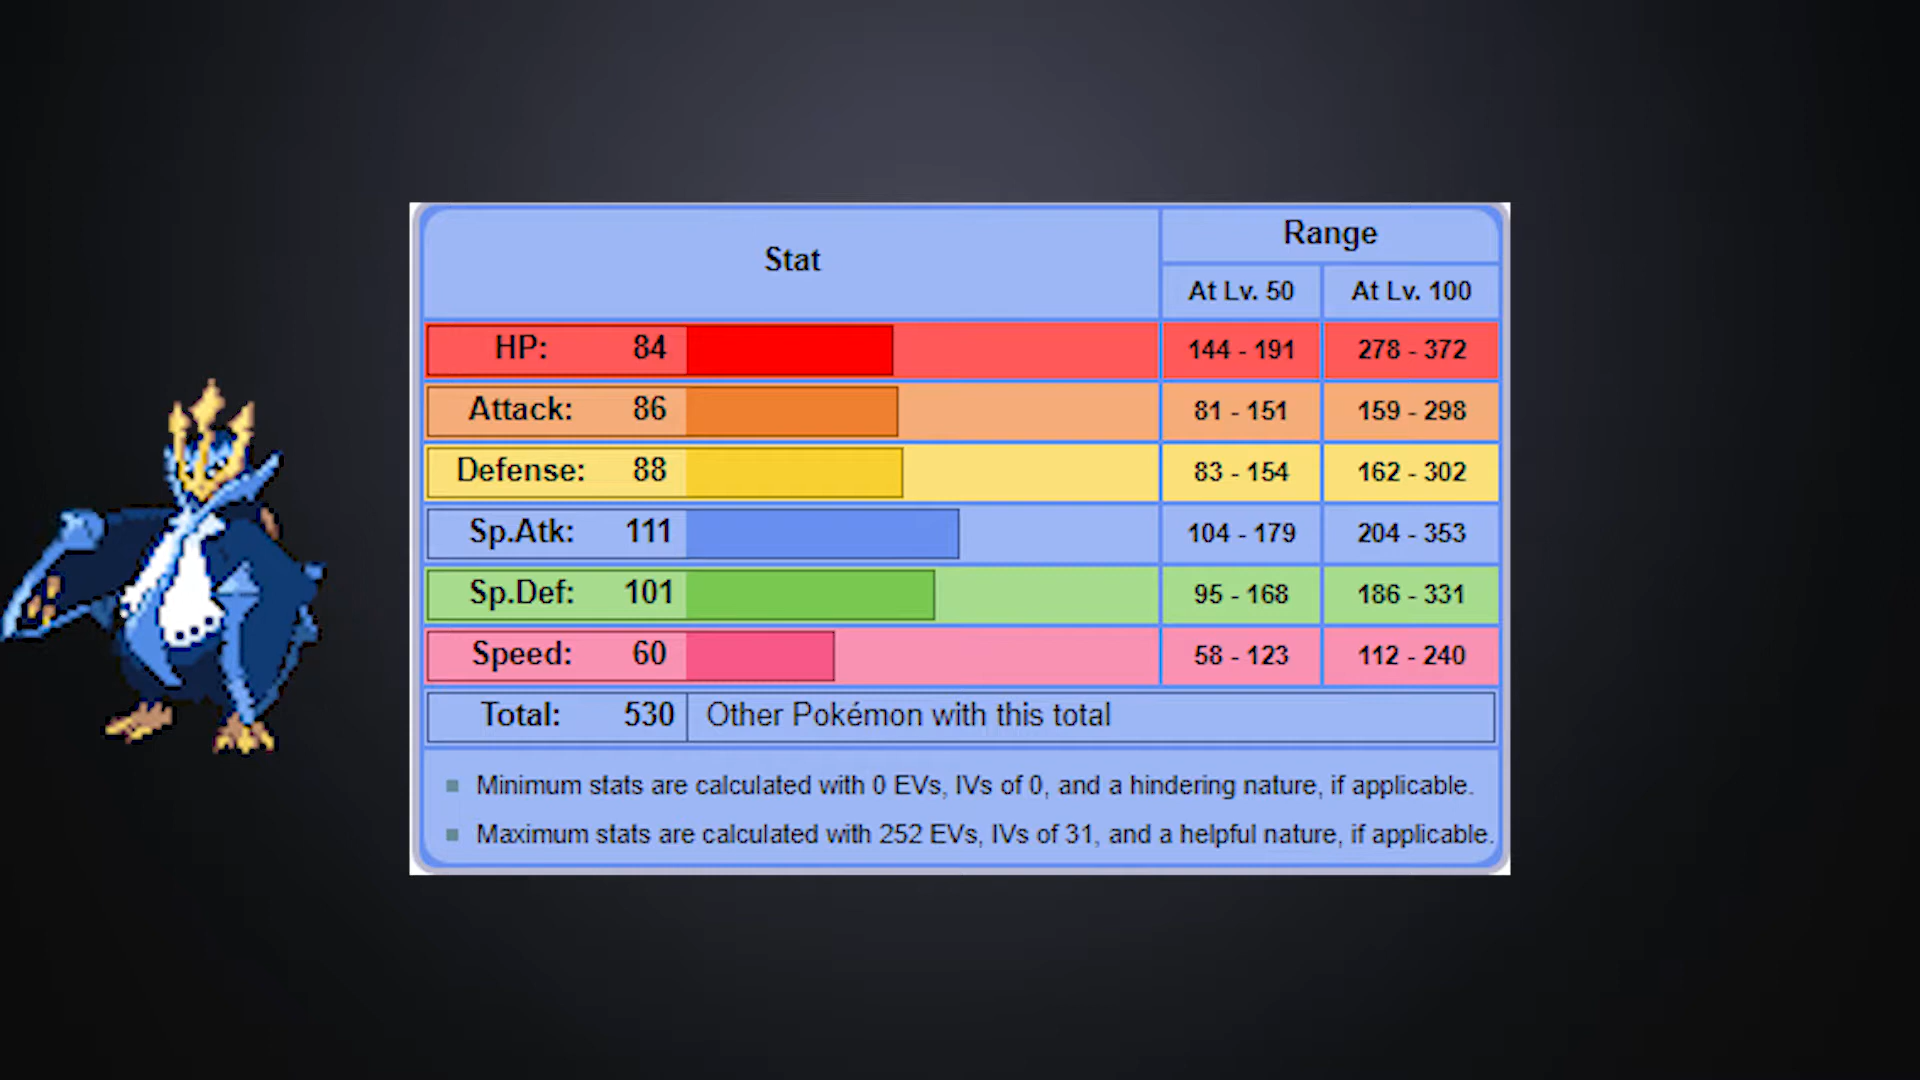 Stat
Range
At Lv. 50 At Lv. 100
HP: 84 144 - 191 278 - 372
Attack: 86 81 - 151 159 - 298
Defense: 88 83 - 154 162 - 302
Sp.Atk: 111 104 - 179 204 - 353
Sp.Def: 101 95 - 168 186 - 331
Speed: 60 58 - 123 112 - 240
Total: 530 Other Pokémon with this total
Minimum stats are calculated with 0 EVs, IVs of 0, and a hindering nature, if applicable.
Maximum stats are calculated with 252 EVs, IVs of 31, and a helpful nature, if applicable.